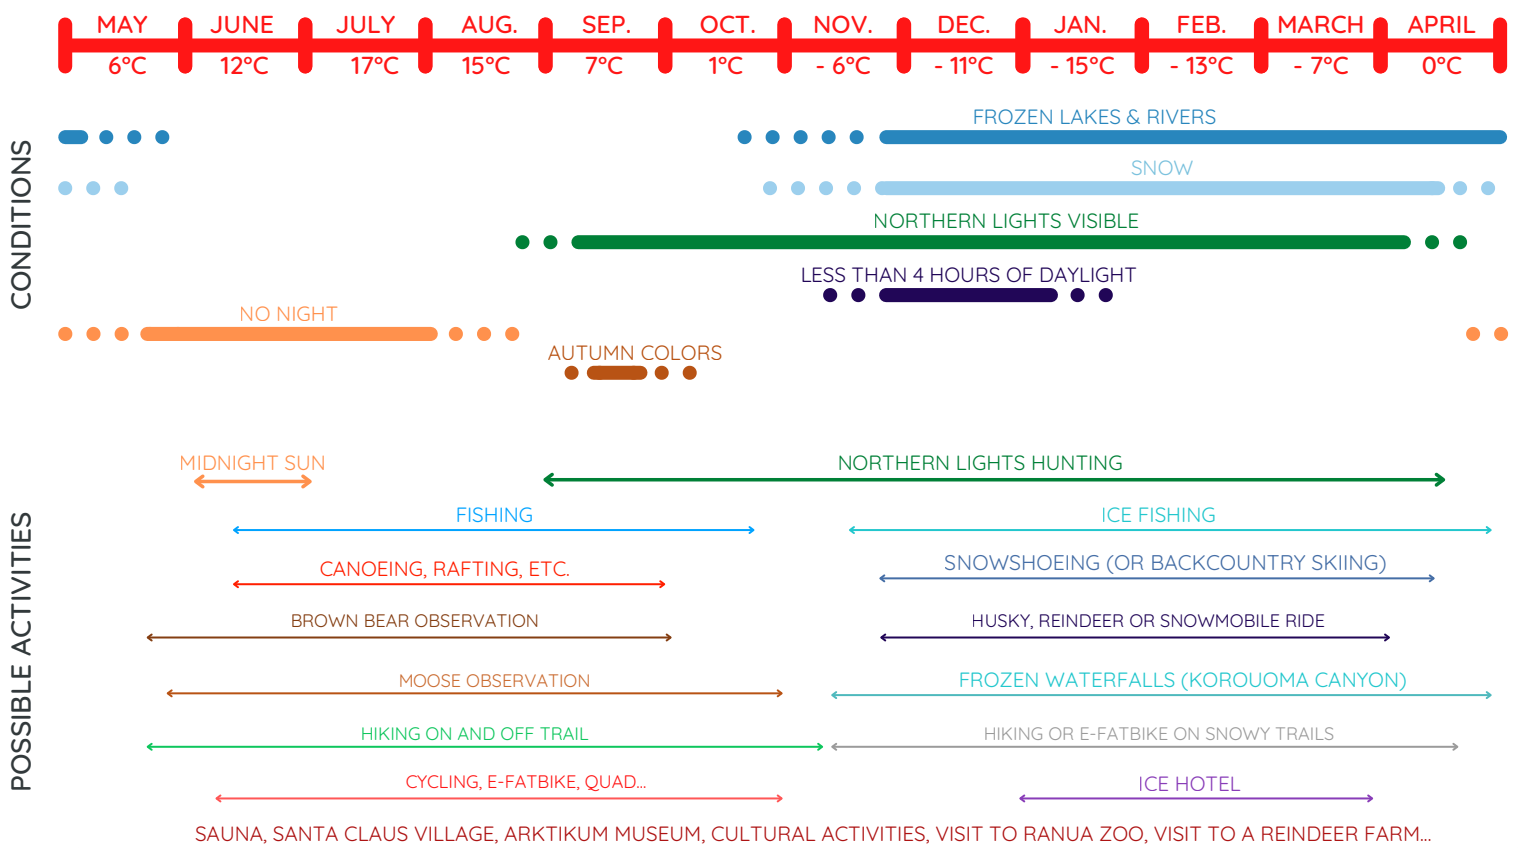 MAY JUNE JULY AUG. SEP. OCT. NOV. DEC. JAN. FEB. MARCH APRIL
6°C 12°C 17°C 15°C 7°C 1°C - 6°C - 11°C - 15°C - 13°C - 7°C 0°C
CONDITIONS
FROZEN LAKES & RIVERS
SNOW
NORTHERN LIGHTS VISIBLE
LESS THAN 4 HOURS OF DAYLIGHT
NO NIGHT
AUTUMN COLORS
POSSIBLE ACTIVITIES
MIDNIGHT SUN NORTHERN LIGHTS HUNTING
FISHING ICE FISHING
CANOEING, RAFTING, ETC. SNOWSHOEING (OR BACKCOUNTRY SKIING)
BROWN BEAR OBSERVATION HUSKY, REINDEER OR SNOWMOBILE RIDE
MOOSE OBSERVATION FROZEN WATERFALLS (KOROUOMA CANYON)
HIKING ON AND OFF TRAIL HIKING OR E-FATBIKE ON SNOWY TRAILS
CYCLING, E-FATBIKE, QUAD... ICE HOTEL
SAUNA, SANTA CLAUS VILLAGE, ARKTIKUM MUSEUM, CULTURAL ACTIVITIES, VISIT TO RANUA ZOO, VISIT TO A REINDEER FARM...